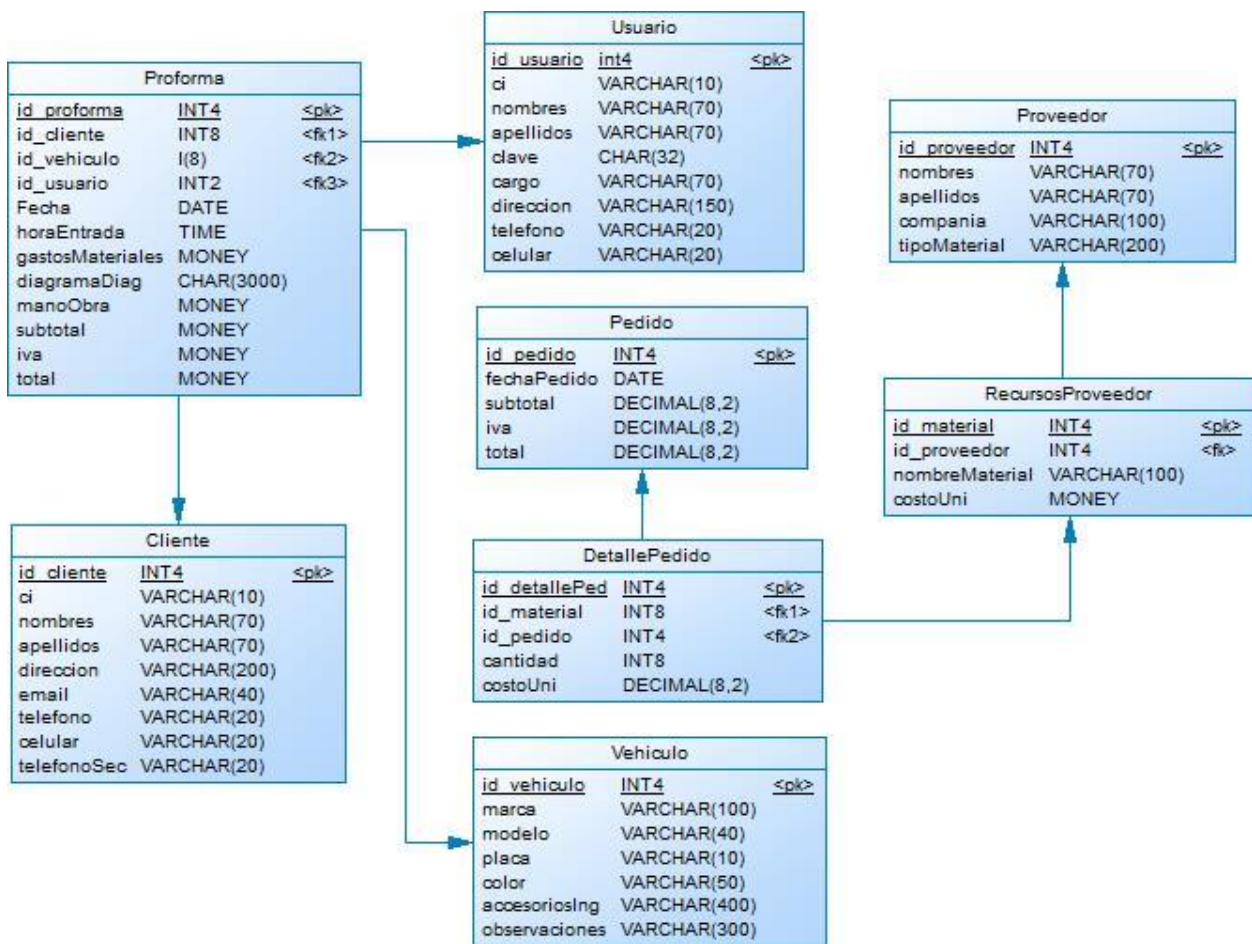 Proforma
id_proforma INT4 <pk>
id_cliente INT8 <fk1>
id_vehiculo I(8) <fk2>
id_usuario INT2 <fk3>
Fecha DATE
horaEntrada TIME
gastosMateriales MONEY
diagramaDiag CHAR(3000)
manoObra MONEY
subtotal MONEY
iva MONEY
total MONEY
Usuario
id_usuario int4 <pk>
ci VARCHAR(10)
nombres VARCHAR(70)
apellidos VARCHAR(70)
clave CHAR(32)
cargo VARCHAR(70)
direccion VARCHAR(150)
telefono VARCHAR(20)
celular VARCHAR(20)
Proveedor
id_proveedor INT4 <pk>
nombres VARCHAR(70)
apellidos VARCHAR(70)
compania VARCHAR(100)
tipoMaterial VARCHAR(200)
Pedido
id_pedido INT4 <pk>
fechaPedido DATE
subtotal DECIMAL(8,2)
iva DECIMAL(8,2)
total DECIMAL(8,2)
RecursosProveedor
id_material INT4 <pk>
id_proveedor INT4 <fk>
nombreMaterial VARCHAR(100)
costoUni MONEY
Cliente
id_cliente INT4 <pk>
ci VARCHAR(10)
nombres VARCHAR(70)
apellidos VARCHAR(70)
direccion VARCHAR(200)
email VARCHAR(40)
telefono VARCHAR(20)
celular VARCHAR(20)
telefonoSec VARCHAR(20)
DetallePedido
id_detallePed INT4 <pk>
id_material INT8 <fk1>
id_pedido INT4 <fk2>
cantidad INT8
costoUni DECIMAL(8,2)
Vehiculo
id_vehiculo INT4 <pk>
marca VARCHAR(100)
modelo VARCHAR(40)
placa VARCHAR(10)
color VARCHAR(50)
accesoriosIng VARCHAR(400)
observaciones VARCHAR(300)